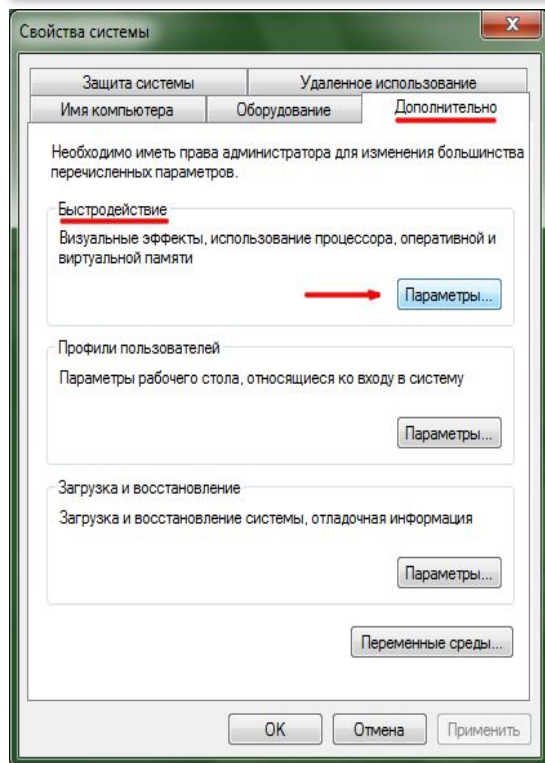 Свойства системы
Защита системы
Удаленное использование
Имя компьютера
Оборудование
Дополнительно
Необходимо иметь права администратора для изменения большинства
перечисленных параметров.
Быстродействие
Визуальные эффекты, использование процессора, оперативной и
виртуальной памяти
Параметры...
Профили пользователей
Параметры рабочего стола, относящиеся ко входу в систему
Параметры...
Загрузка и восстановление
Загрузка и восстановление системы, отладочная информация
Параметры...
Переменные среды...
ОК
Отмена
Применить